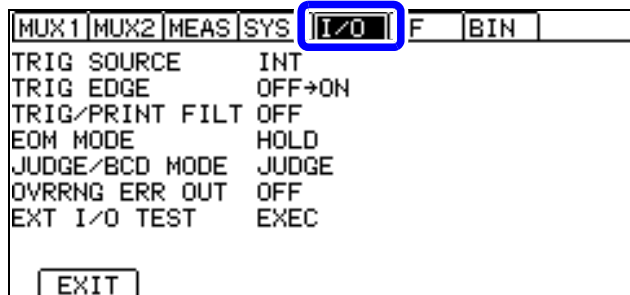 MUX1 MUX2 MEAS SYS I/O F BIN
TRIG SOURCE INT
TRIG EDGE OFF→ON
TRIG/PRINT FILT OFF
EOM MODE HOLD
JUDGE/BCD MODE JUDGE
OVRRNG ERR OUT OFF
EXT I/O TEST EXEC
EXIT